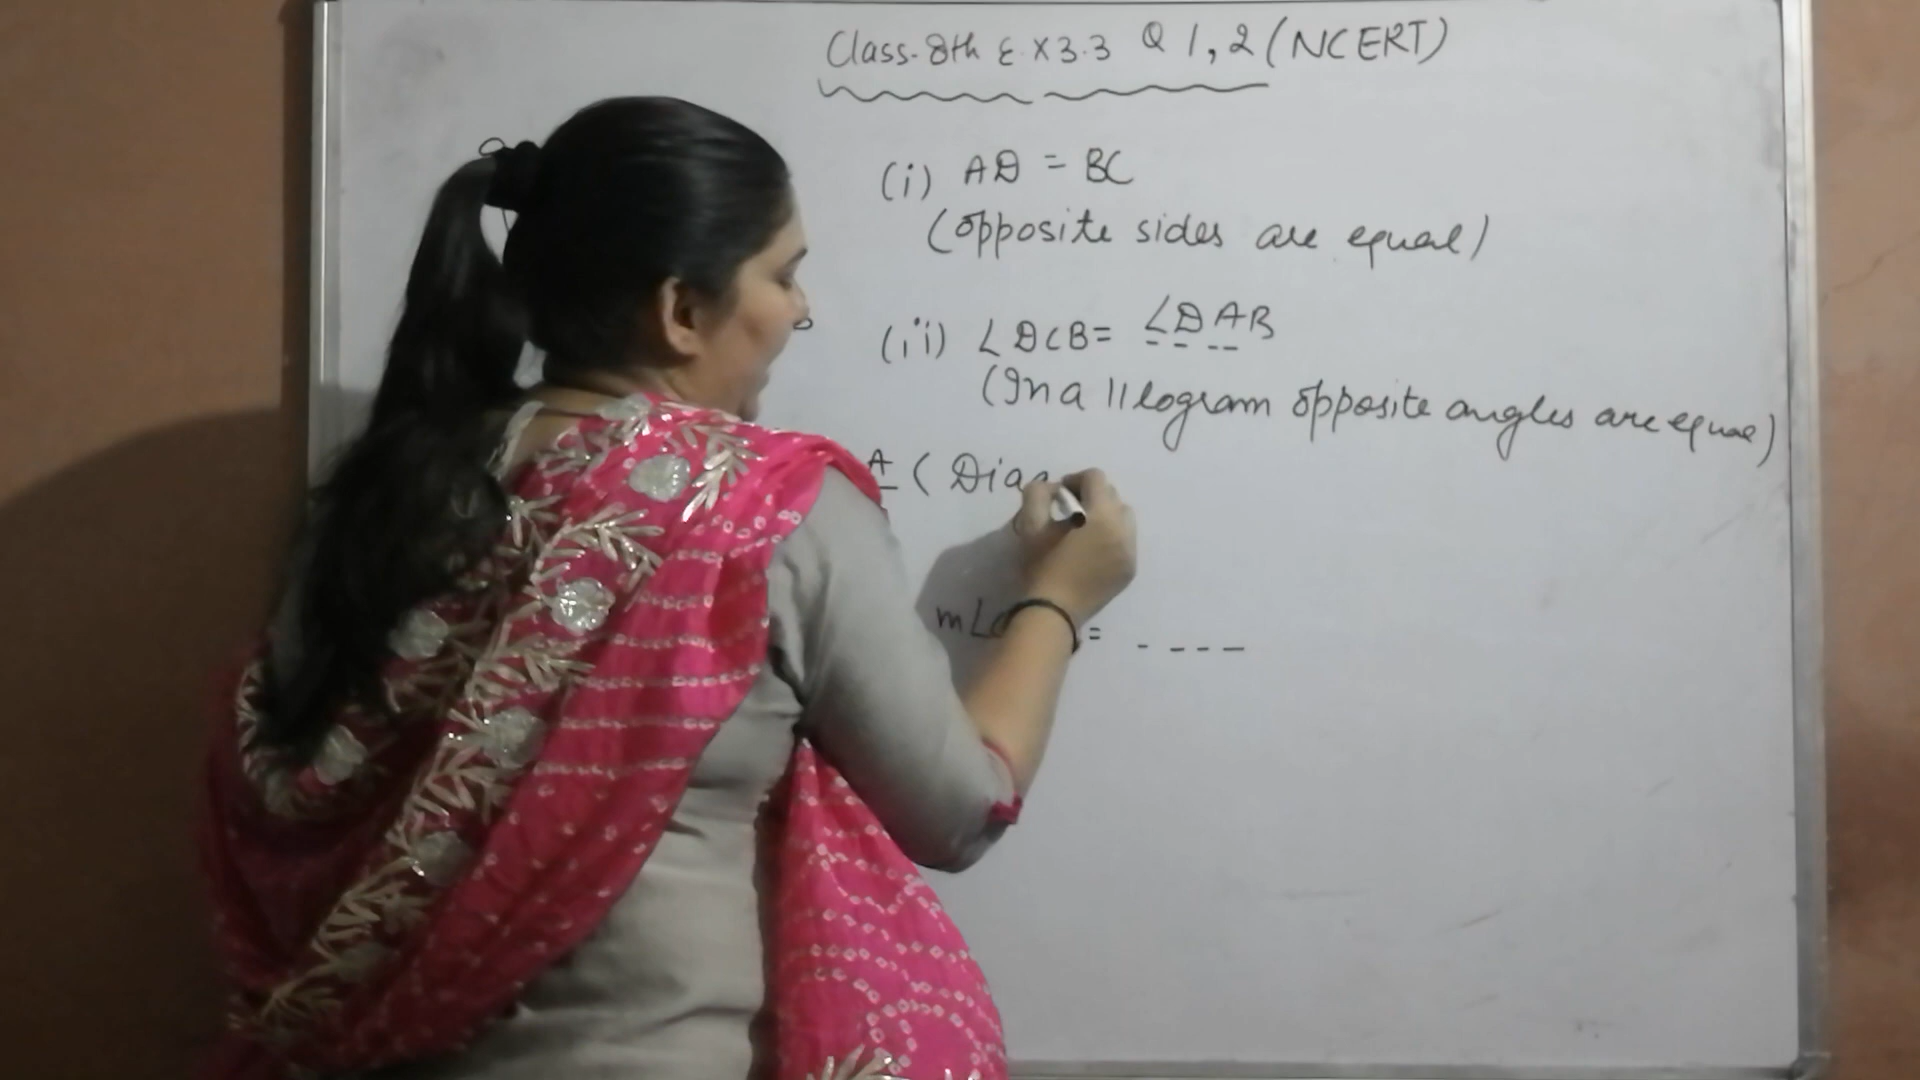 Class-8th Ex 3.3 Q 1,2 (NCERT)
(i) AD = BC
(opposite sides are equal)
(ii) ∠DCB = ∠DAB
(In a ||logram opposite angles are equal)
A (Diag
m∠ = ----